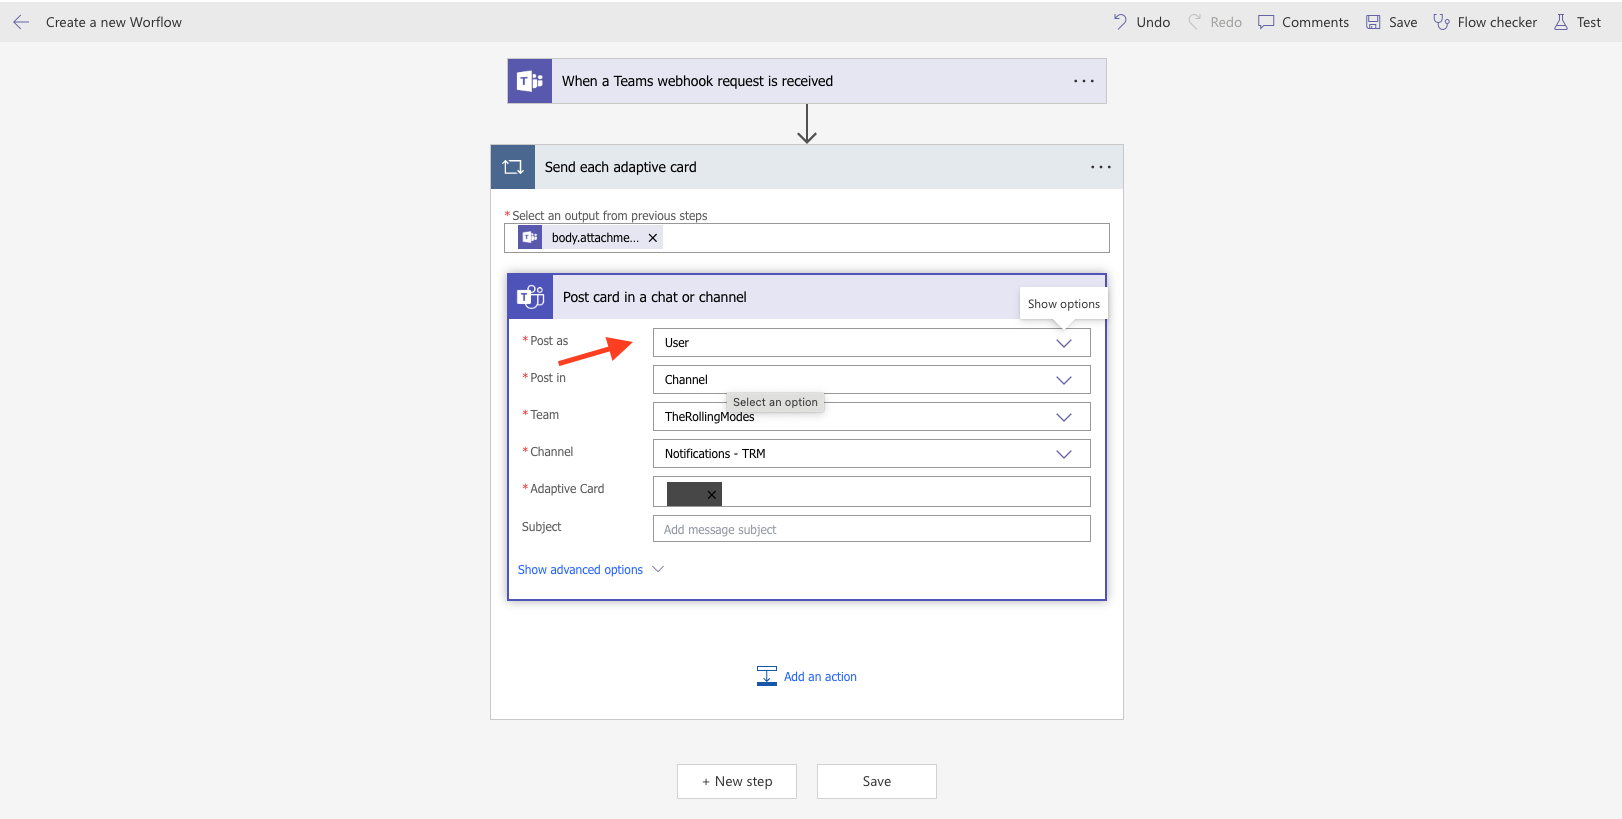 Create a new Worflow
Undo
Redo
Comments
Save
Flow checker
Test
When a Teams webhook request is received
Send each adaptive card
* Select an output from previous steps
body.attachme...
Post card in a chat or channel
Show options
* Post as
User
* Post in
Channel
Select an option
* Team
TheRollingModes
* Channel
Notifications - TRM
* Adaptive Card
Subject
Add message subject
Show advanced options
Add an action
+ New step
Save